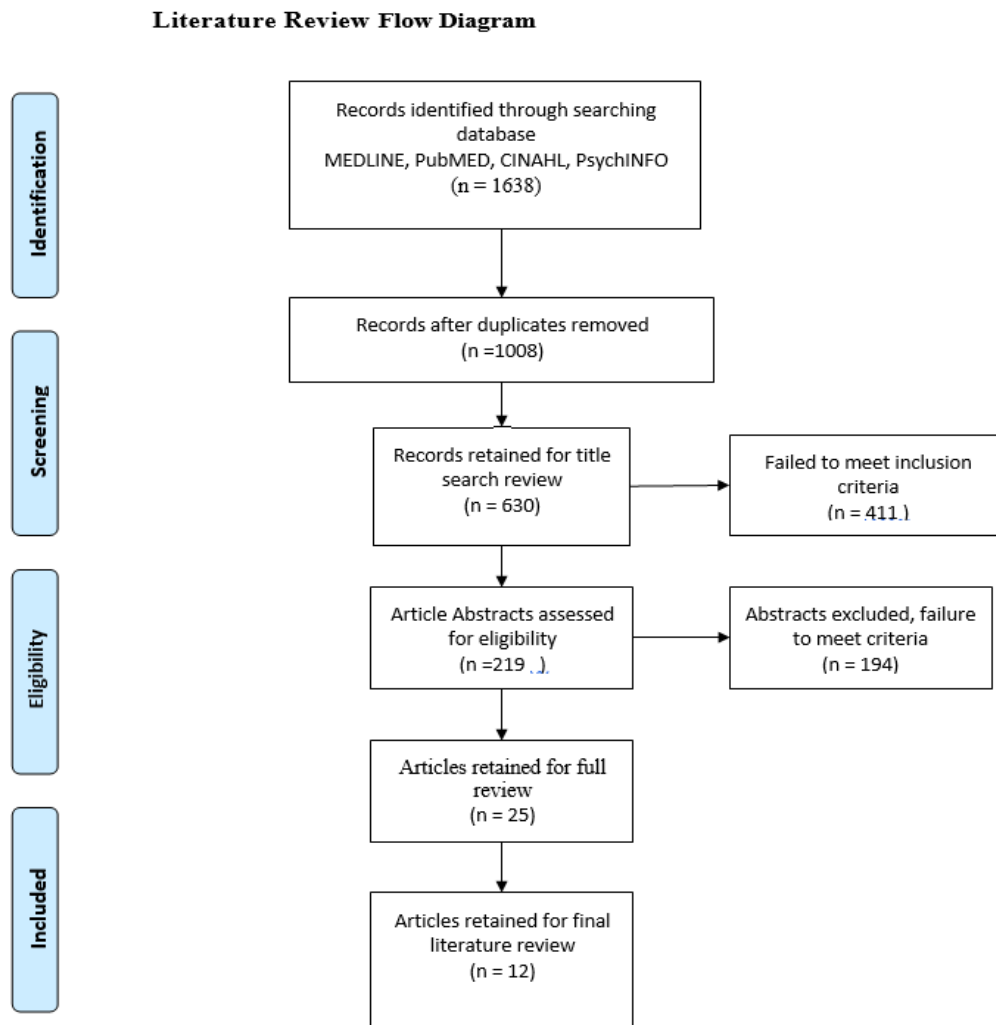 Literature Review Flow Diagram
Identification
Records identified through searching
database
MEDLINE, PubMED, CINAHL, PsychINFO
(n = 1638)
Records after duplicates removed
(n =1008)
Screening
Records retained for title
search review
(n = 630)
Failed to meet inclusion
criteria
(n = 411 )
Eligibility
Article Abstracts assessed
for eligibility
(n =219 )
Abstracts excluded, failure
to meet criteria
(n = 194)
Articles retained for full
review
(n = 25)
Included
Articles retained for final
literature review
(n = 12)